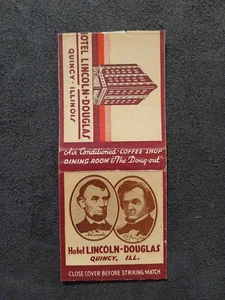 HOTEL LINCOLN-DOUGLAS
QUINCY, ILLINOIS
Air Conditioned - COFFEE SHOP
DINING ROOM & The "Dug-out"
Hotel LINCOLN-DOUGLAS
QUINCY, ILL.
CLOSE COVER BEFORE STRIKING MATCH